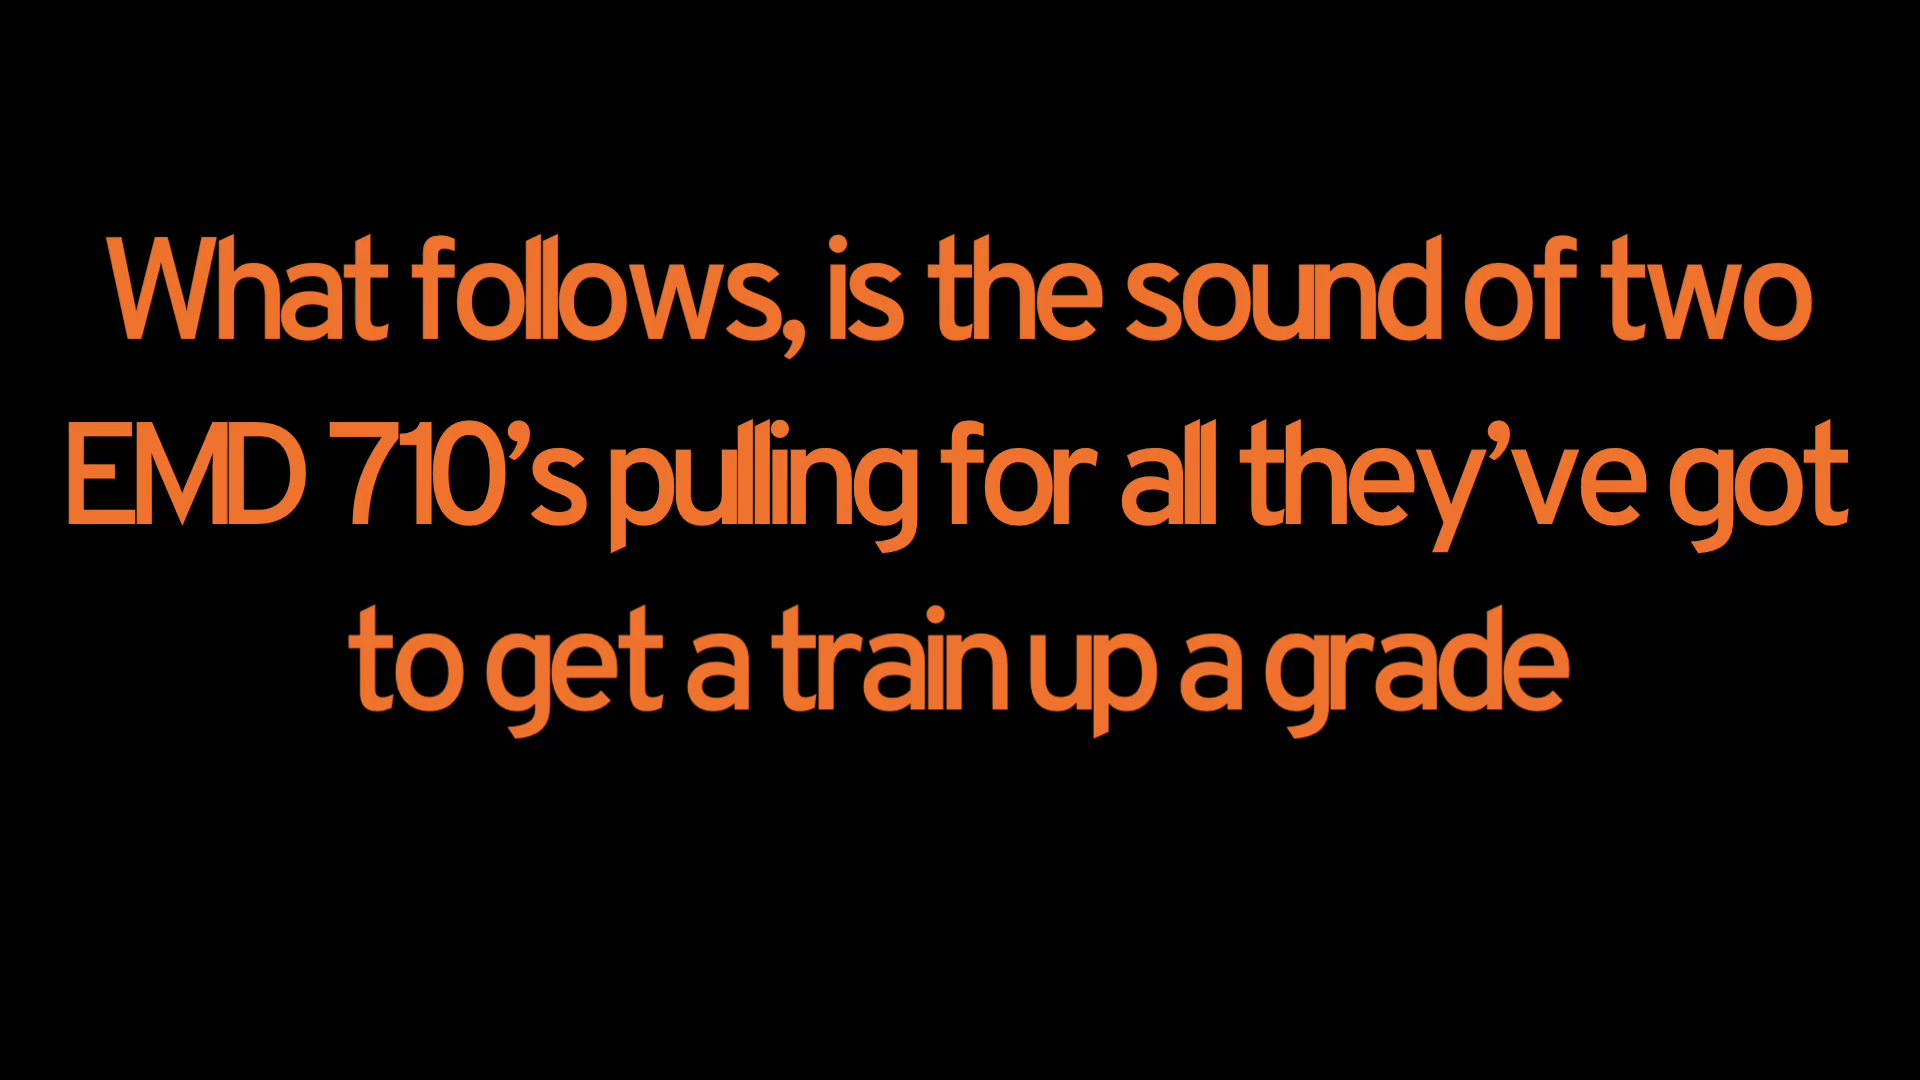 What follows, is the sound of two
EMD 710’s pulling for all they’ve got
to get a train up a grade